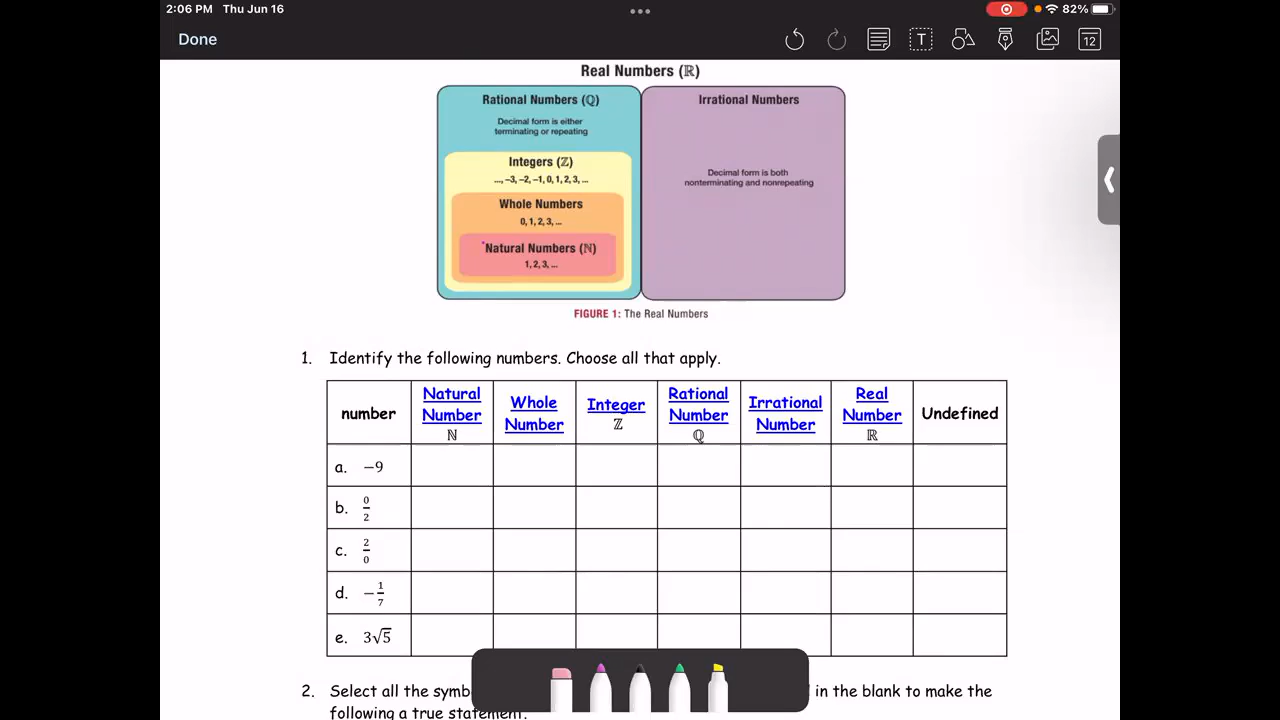 2:06 PM Thu Jun 16
82%
Done
T
12
Real Numbers (ℝ)
Rational Numbers (ℚ)
Decimal form is either
terminating or repeating
Integers (ℤ)
..., −3, −2, −1, 0, 1, 2, 3, ...
Whole Numbers
0, 1, 2, 3, ...
Natural Numbers (ℕ)
1, 2, 3, ...
Irrational Numbers
Decimal form is both
nonterminating and nonrepeating
FIGURE 1: The Real Numbers
1. Identify the following numbers. Choose all that apply.
number
Natural
Number
ℕ
Whole
Number
Integer
ℤ
Rational
Number
ℚ
Irrational
Number
Real
Number
ℝ
Undefined
a. −9
b. 0/2
c. 2/0
d. −1/7
e. 3√5
2. Select all the in the blank to make the
following a true statement.